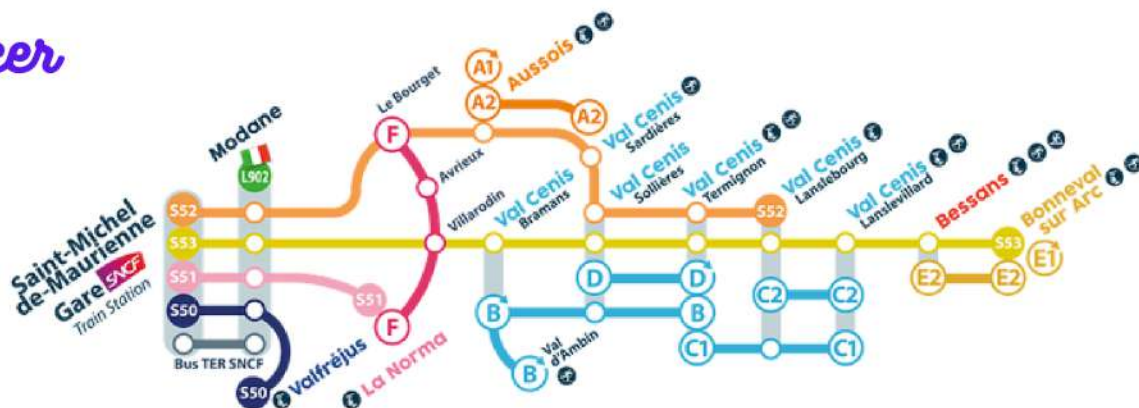 Modane
L902
Le Bourget
F
Avrieux
Villarodin
F
A1
A2
A2
Aussois
Val Cenis
Sardières
Val Cenis
Bramans
Val Cenis
Sollières
Val Cenis
Termignon
Val Cenis
Lanslebourg
Val Cenis
Lanslevillard
Bessans
Bonneval
sur Arc
Saint-Michel
de-Maurienne
Gare SNCF
Train Station
S52
S52
S53
S53
S51
S51
S50
S50
Bus TER SNCF
Valfréjus
La Norma
D
D
B
B
B
Val
d'Ambin
C2
C2
C1
C1
E2
E2
E1